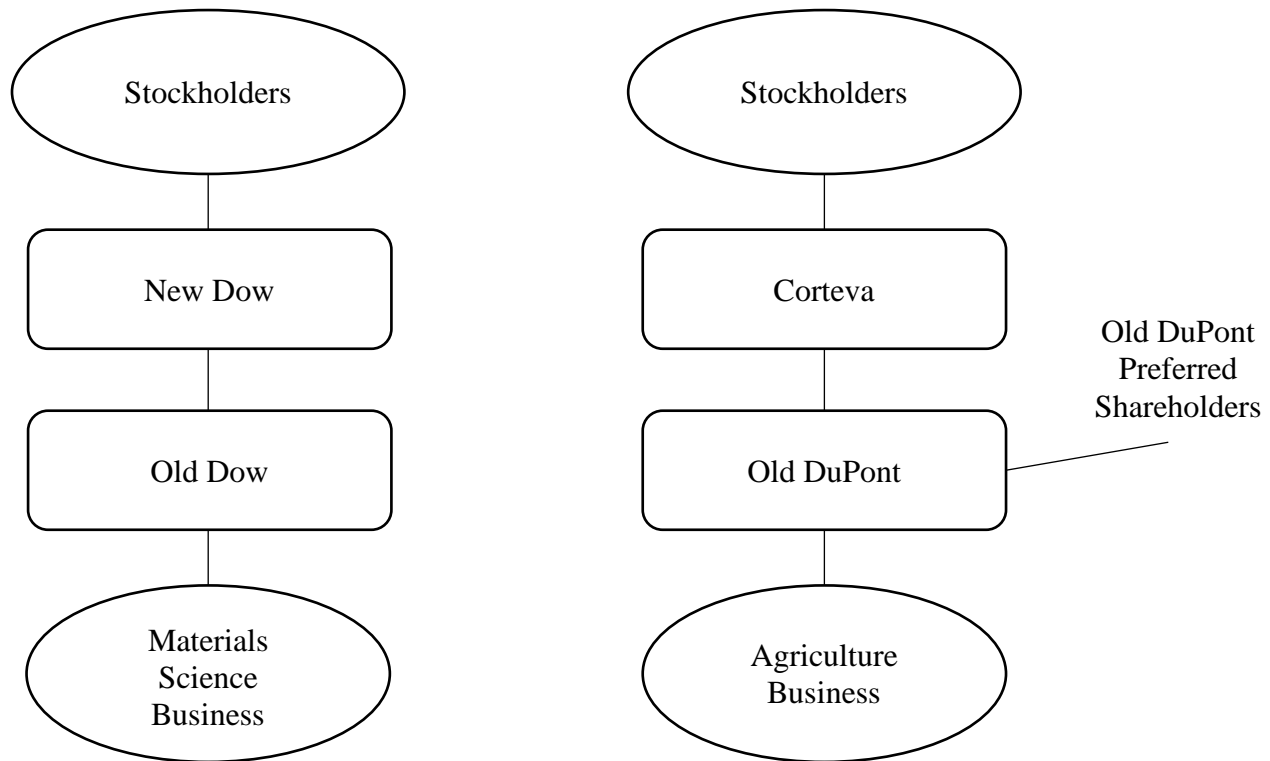 Stockholders
Stockholders
New Dow
Corteva
Old DuPont
Preferred
Shareholders
Old Dow
Old DuPont
Materials
Science
Business
Agriculture
Business